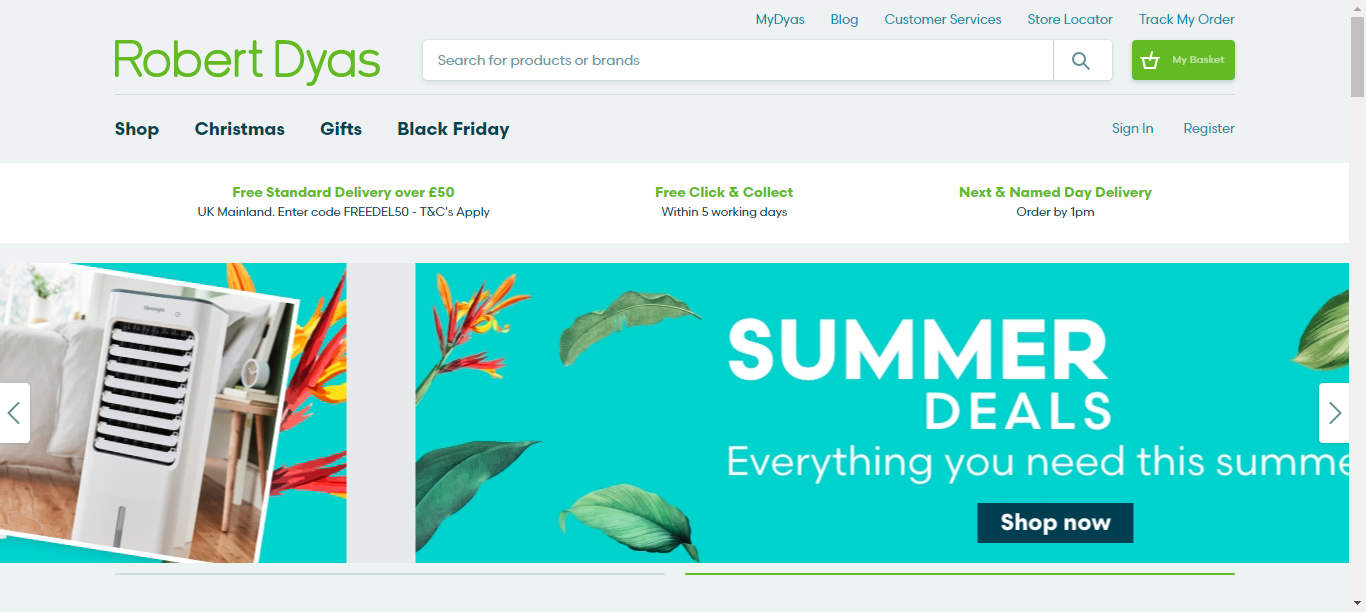 MyDyas Blog Customer Services Store Locator Track My Order
Robert Dyas
Search for products or brands
My Basket
Shop Christmas Gifts Black Friday
Sign In Register
Free Standard Delivery over £50
UK Mainland. Enter code FREEDEL50 - T&C's Apply
Free Click & Collect
Within 5 working days
Next & Named Day Delivery
Order by 1pm
SUMMER
DEALS
Everything you need this summe
Shop now